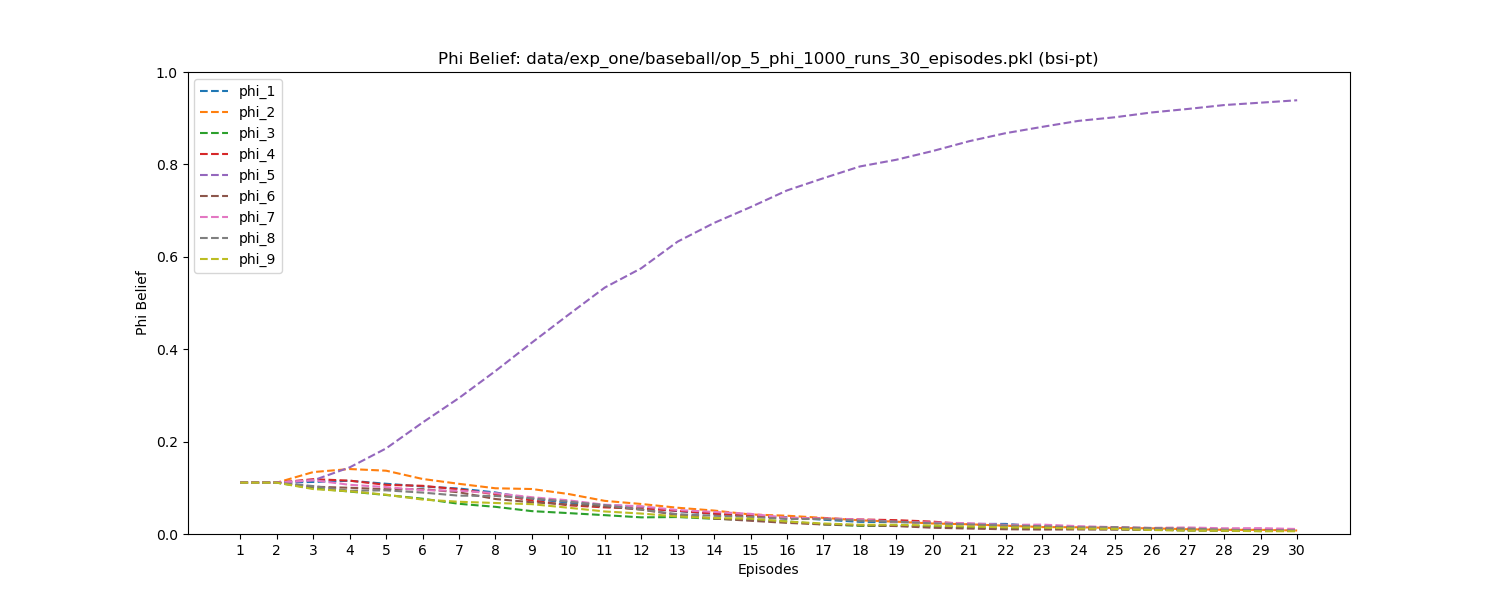 Phi Belief: data/exp_one/baseball/op_5_phi_1000_runs_30_episodes.pkl (bsi-pt)
1.0
0.8
0.6
0.4
0.2
0.0
Phi Belief
phi_1
phi_2
phi_3
phi_4
phi_5
phi_6
phi_7
phi_8
phi_9
1 2 3 4 5 6 7 8 9 10 11 12 13 14 15 16 17 18 19 20 21 22 23 24 25 26 27 28 29 30
Episodes